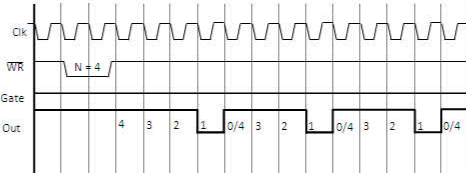 Clk
WR
N = 4
Gate
Out 4 3 2 1 0/4 3 2 1 0/4 3 2 1 0/4